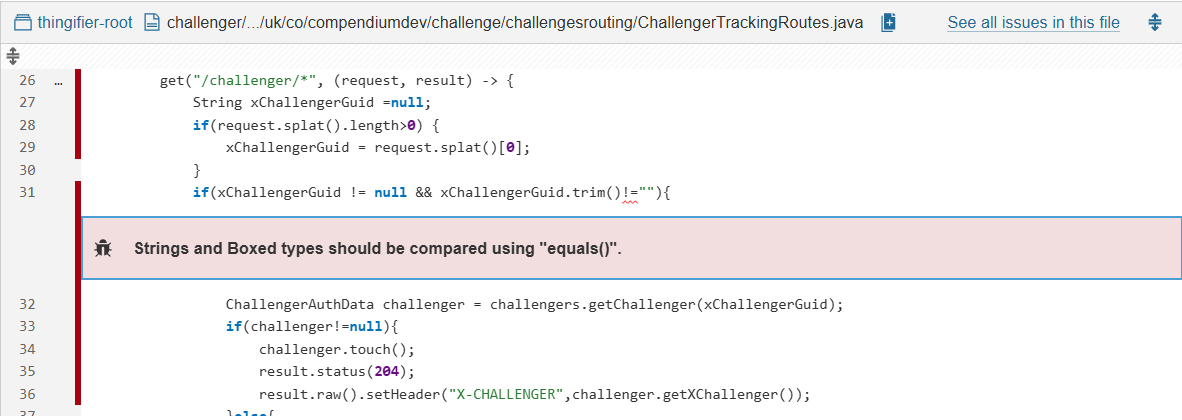 thingifier-root challenger/.../uk/co/compendiumdev/challenge/challengesrouting/ChallengerTrackingRoutes.java See all issues in this file
26 ... get("/challenger/*", (request, result) -> {
27 String xChallengerGuid =null;
28 if(request.splat().length>0) {
29 xChallengerGuid = request.splat()[0];
30 }
31 if(xChallengerGuid != null && xChallengerGuid.trim()!=""){
Strings and Boxed types should be compared using "equals()".
32 ChallengerAuthData challenger = challengers.getChallenger(xChallengerGuid);
33 if(challenger!=null){
34 challenger.touch();
35 result.status(204);
36 result.raw().setHeader("X-CHALLENGER",challenger.getXChallenger());
37 }else{